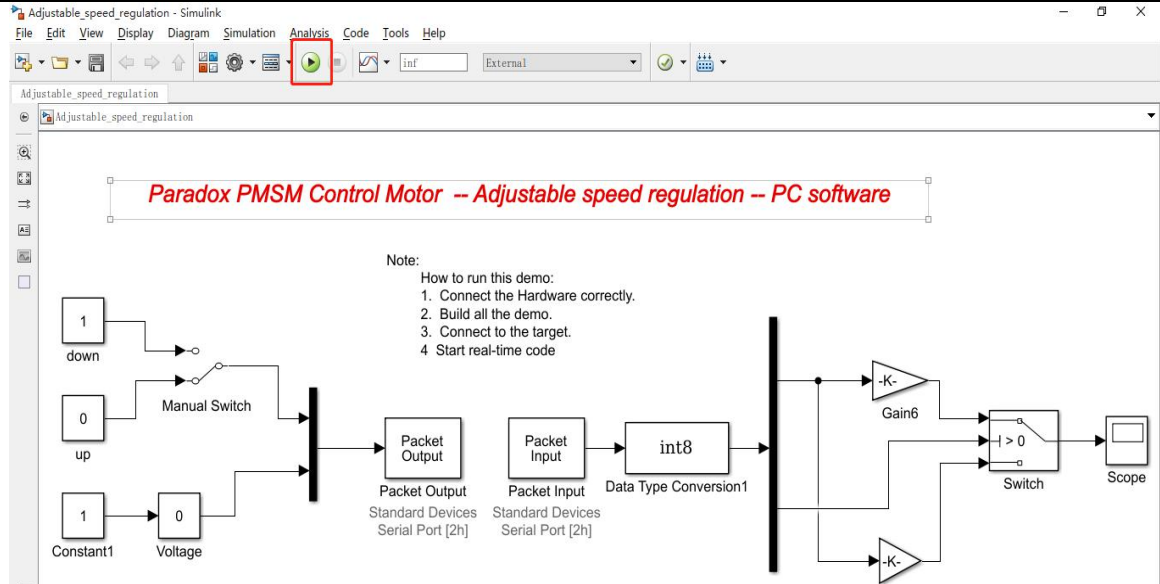 Adjustable_speed_regulation - Simulink
File Edit View Display Diagram Simulation Analysis Code Tools Help
inf
External
Adjustable_speed_regulation
Adjustable_speed_regulation
Paradox PMSM Control Motor -- Adjustable speed regulation -- PC software
Note:
How to run this demo:
1. Connect the Hardware correctly.
2. Build all the demo.
3. Connect to the target.
4 Start real-time code
1
down
0
up
Manual Switch
1
Constant1
0
Voltage
Packet
Output
Packet Output
Standard Devices
Serial Port [2h]
Packet
Input
Packet Input
Standard Devices
Serial Port [2h]
int8
Data Type Conversion1
-K-
Gain6
-K-
> 0
Switch
Scope